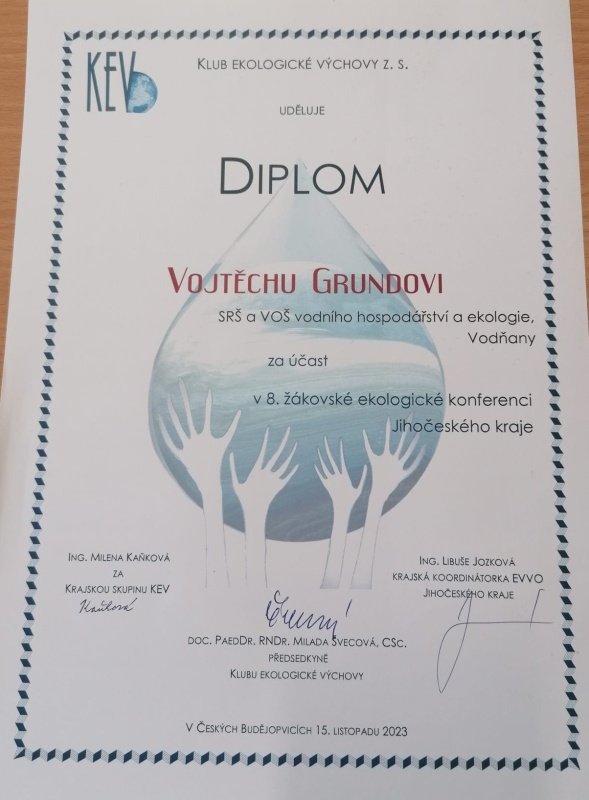 KEV
KLUB EKOLOGICKÉ VÝCHOVY Z. S.
UDĚLUJE
DIPLOM
VOJTĚCHU GRUNDOVI
SRŠ a VOŠ vodního hospodářství a ekologie,
Vodňany
za účast
v 8. žákovské ekologické konferenci
Jihočeského kraje
ING. MILENA KAŇKOVÁ
ZA
KRAJSKOU SKUPINU KEV
Kaňková
ING. LIBUŠE JOZKOVÁ
KRAJSKÁ KOORDINÁTORKA EVVO
JIHOČESKÉHO KRAJE
DOC. PAEDDR. RNDR. MILADA ŠVECOVÁ, CSC.
PŘEDSEDKYNĚ
KLUBU EKOLOGICKÉ VÝCHOVY
V ČESKÝCH BUDĚJOPVICÍCH 15. LISTOPADU 2023